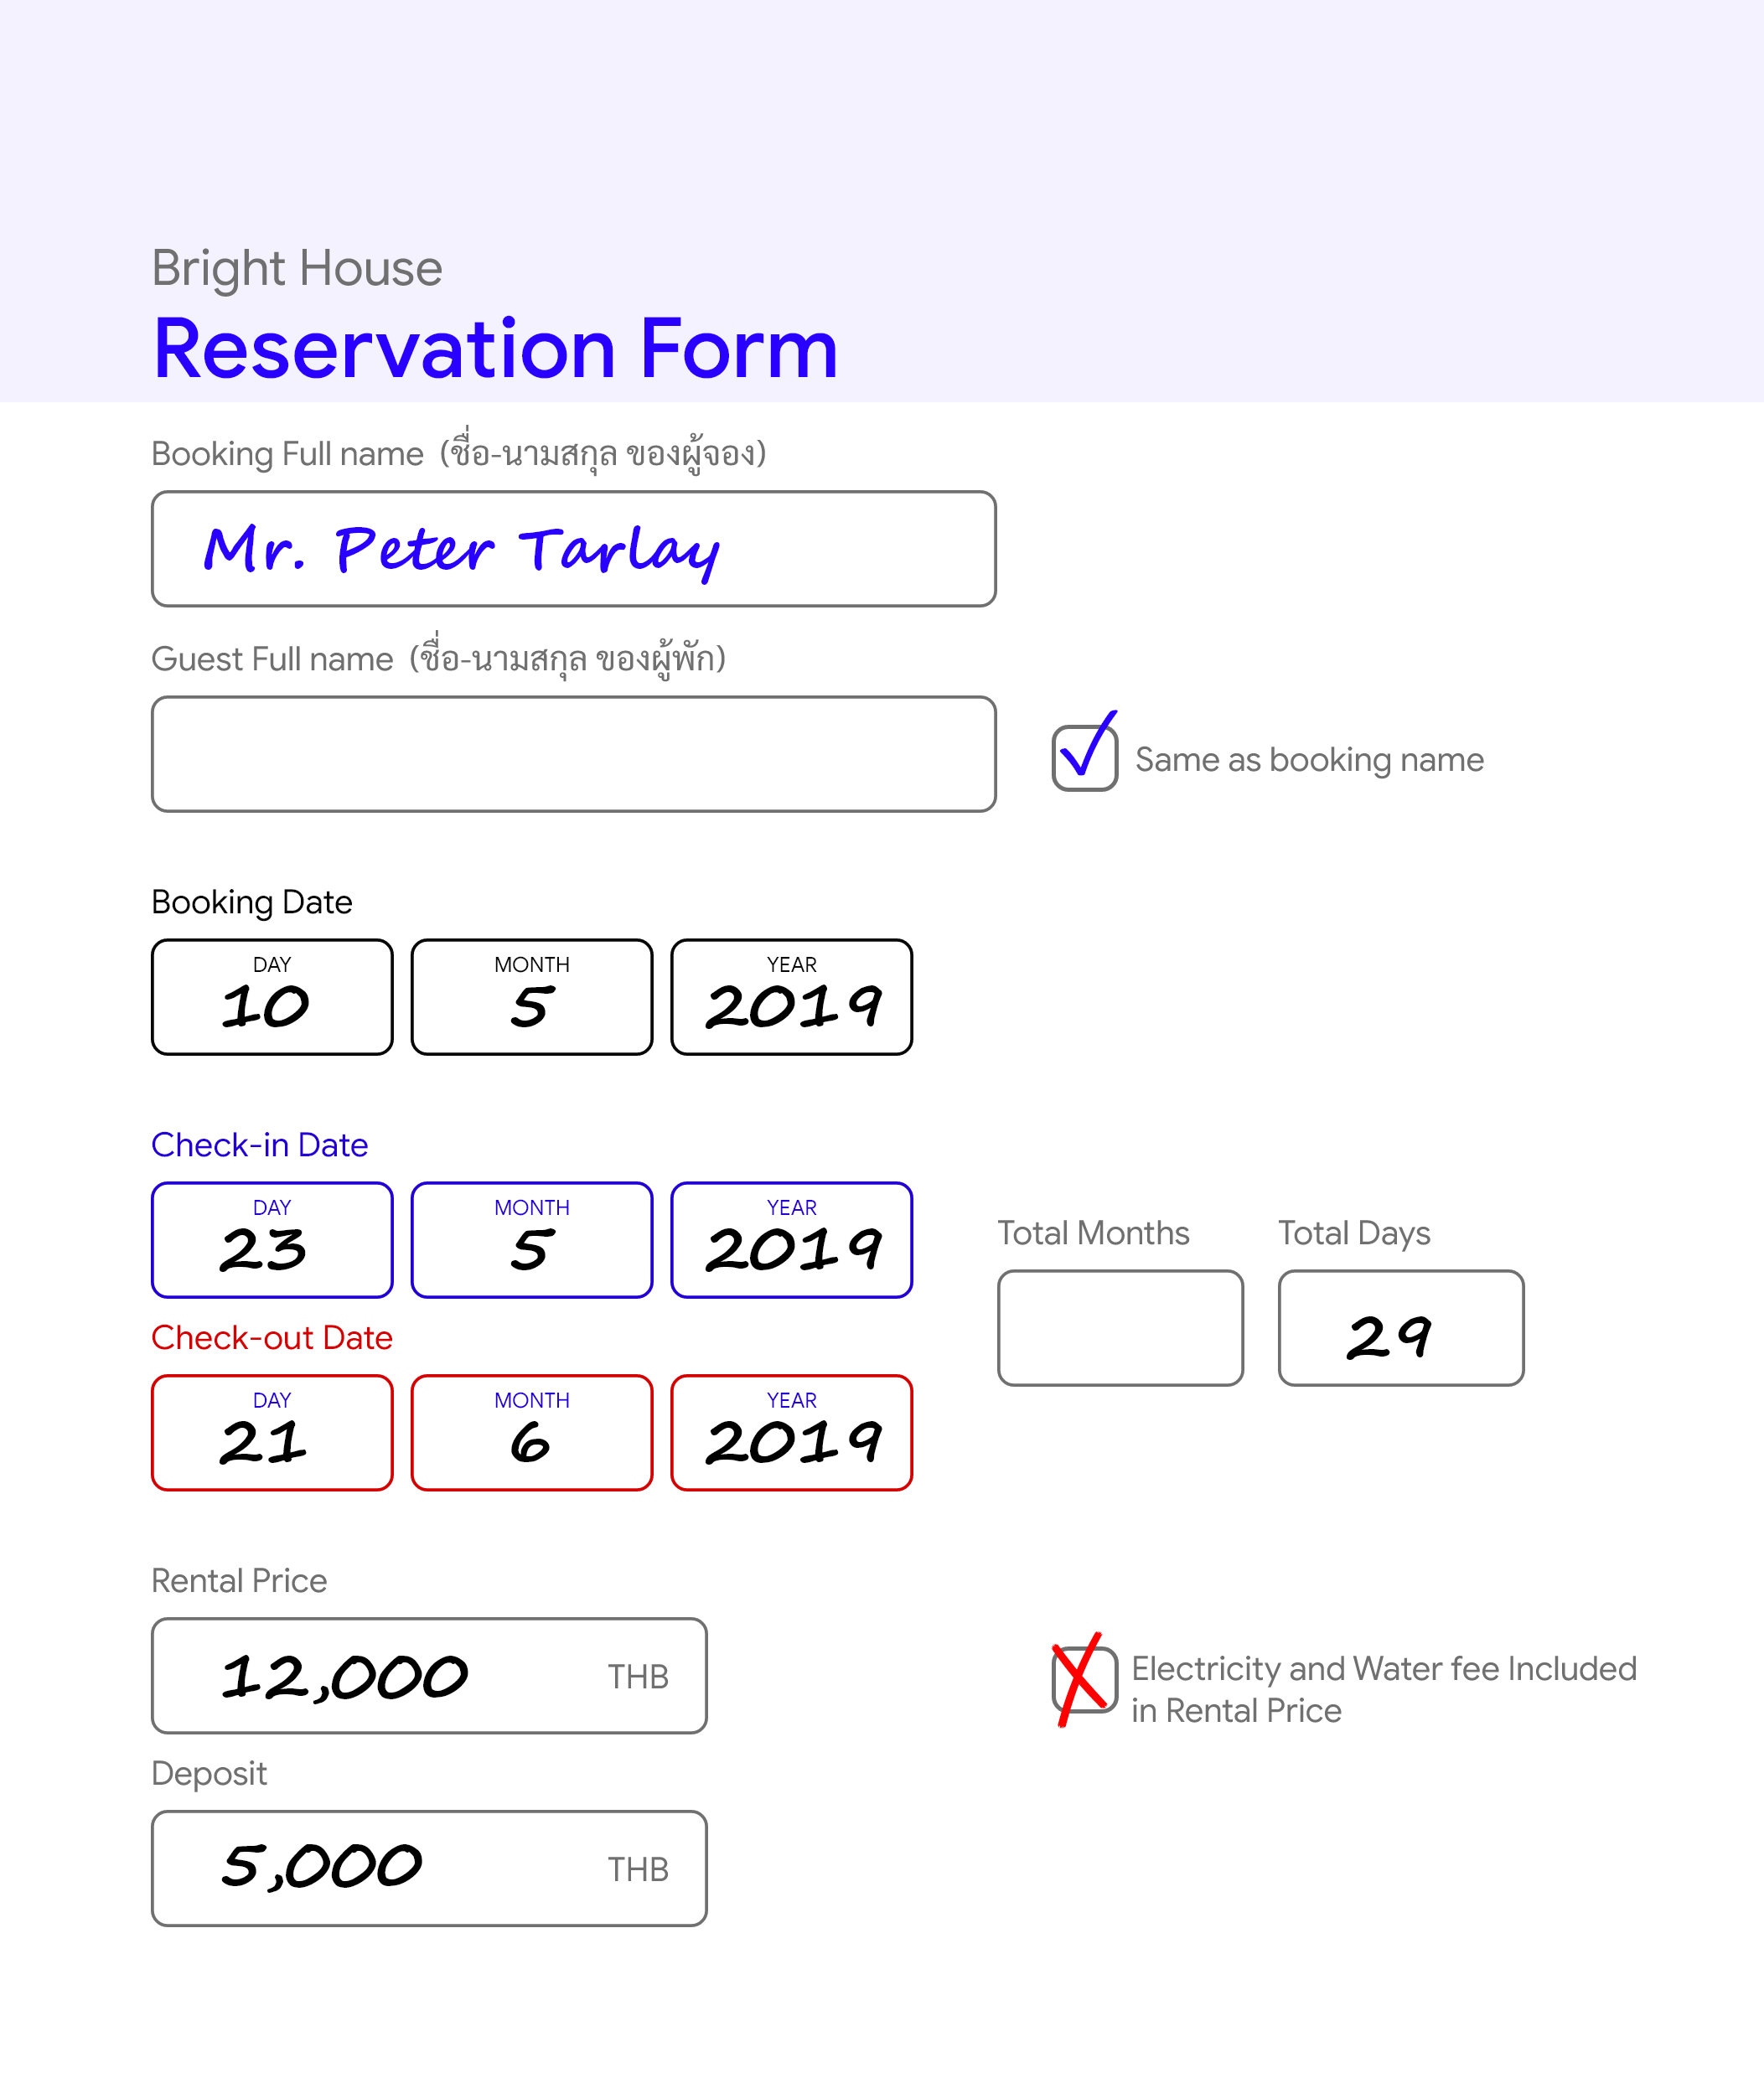 Bright House
Reservation Form
Booking Full name (ชื่อ-นามสกุล ของผู้จอง)
Mr. Peter Tarlay
Guest Full name (ชื่อ-นามสกุล ของผู้พัก)
Same as booking name
Booking Date
DAY MONTH YEAR
10 5 2019
Check-in Date
DAY MONTH YEAR
23 5 2019
Total Months Total Days
29
Check-out Date
DAY MONTH YEAR
21 6 2019
Rental Price
12,000 THB
Electricity and Water fee Included
in Rental Price
Deposit
5,000 THB